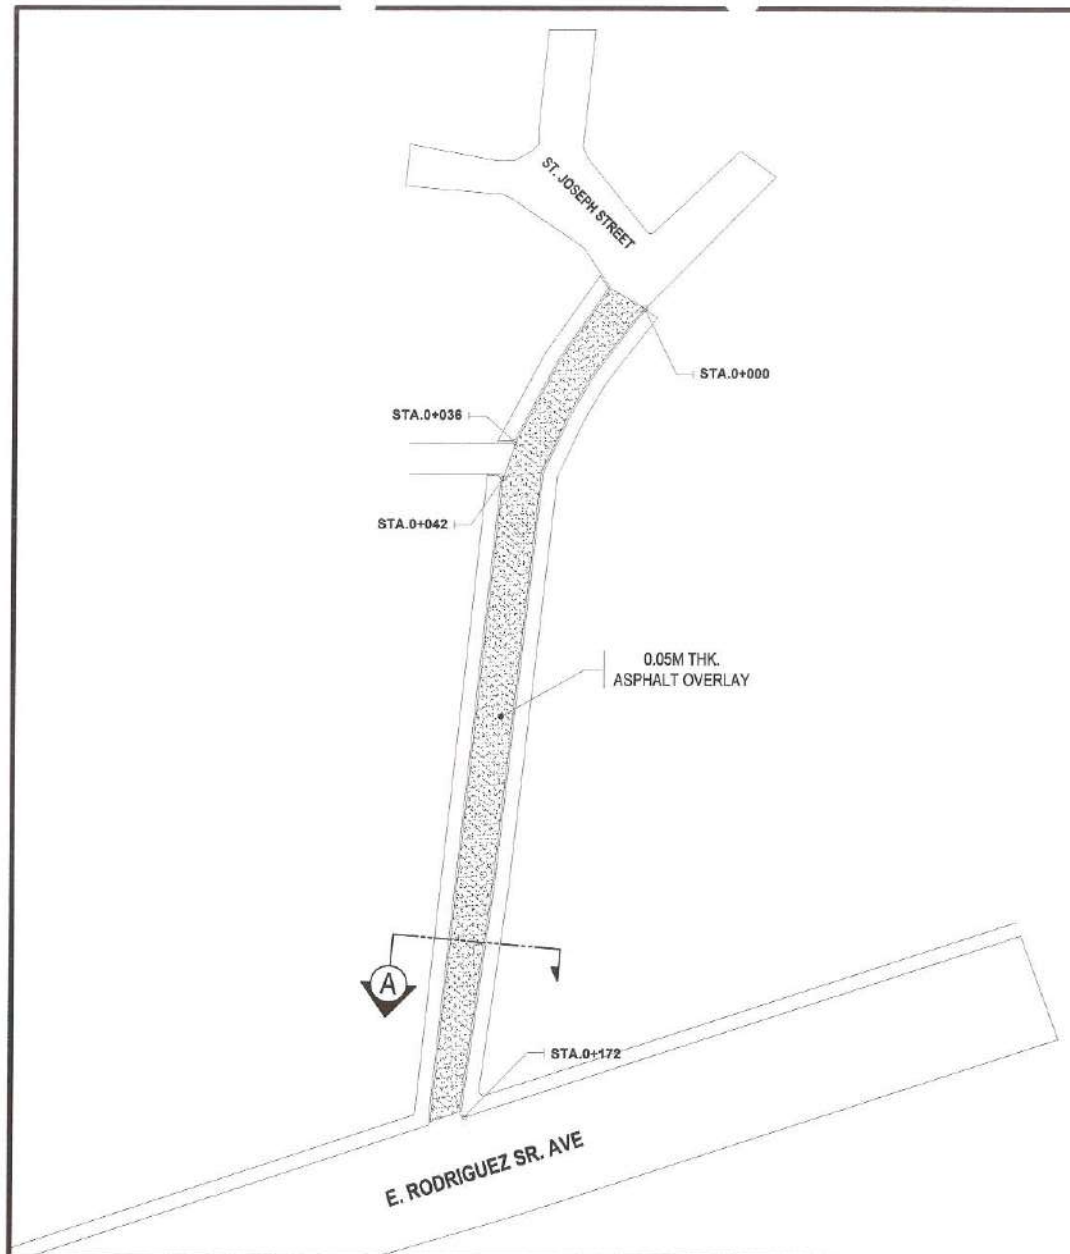 ST. JOSEPH STREET
STA.0+000
STA.0+036
STA.0+042
0.05M THK.
ASPHALT OVERLAY
A
STA.0+172
E. RODRIGUEZ SR. AVE